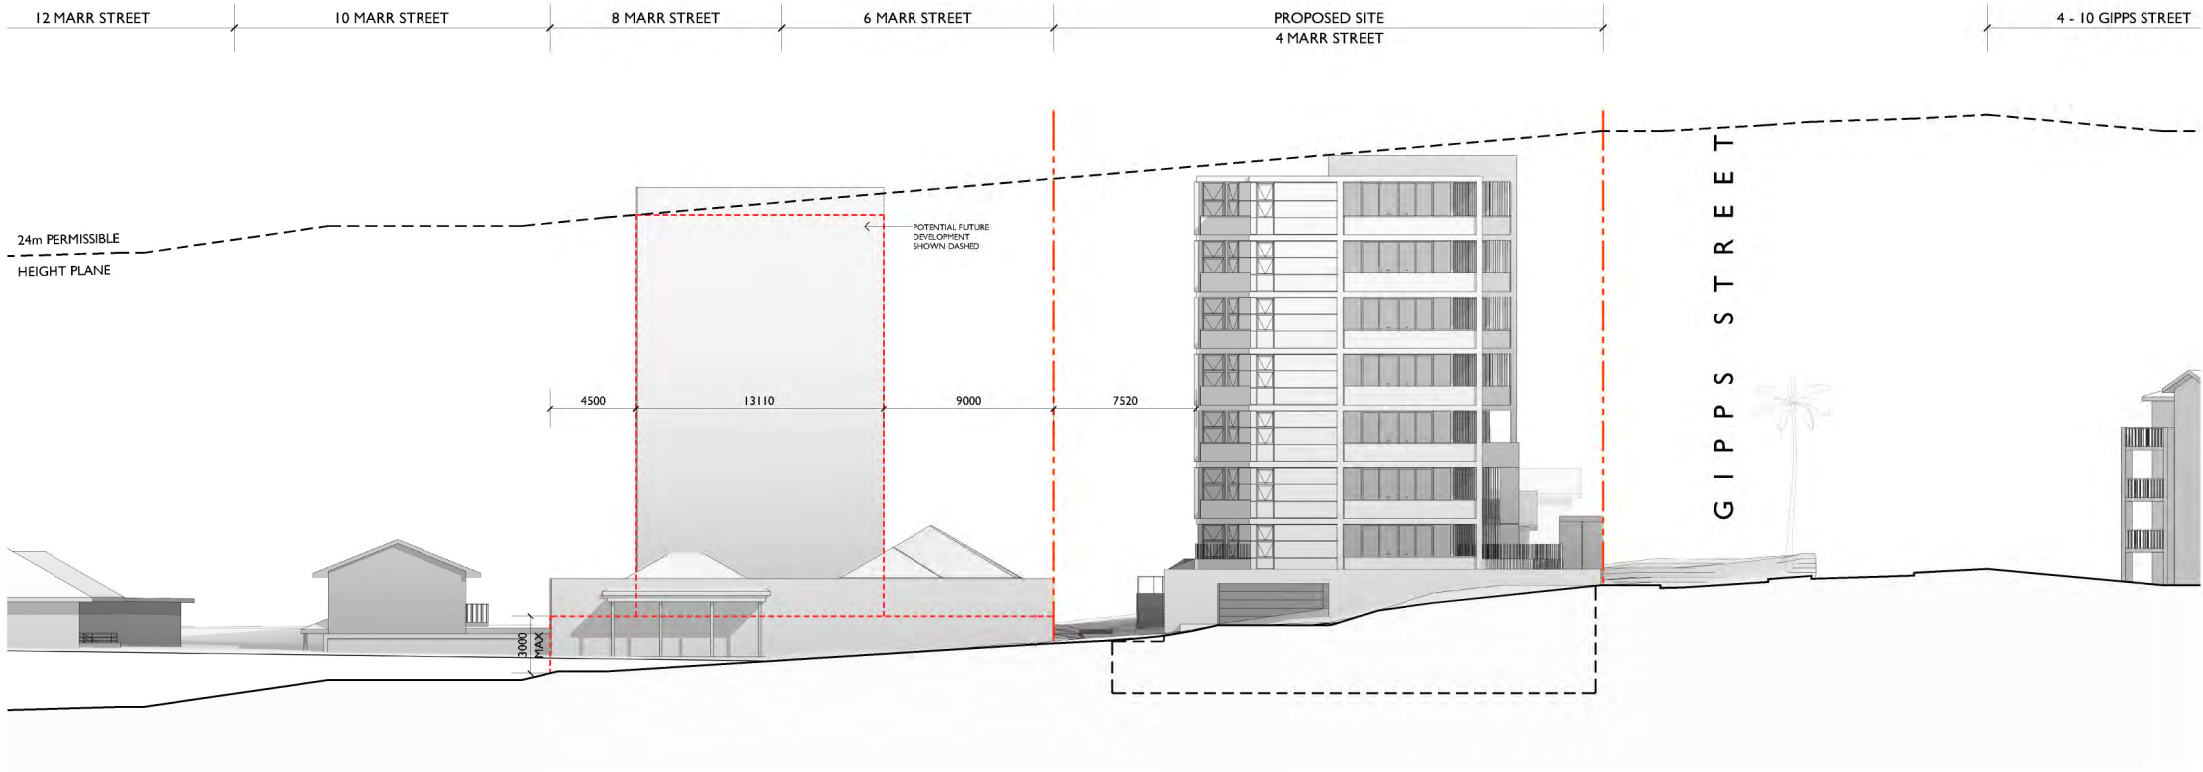 12 MARR STREET
10 MARR STREET
8 MARR STREET
6 MARR STREET
PROPOSED SITE
4 MARR STREET
4 - 10 GIPPS STREET
24m PERMISSIBLE
HEIGHT PLANE
POTENTIAL FUTURE
DEVELOPMENT
SHOWN DASHED
GIPPS STREET
4500
13110
9000
7520
3000
MAX